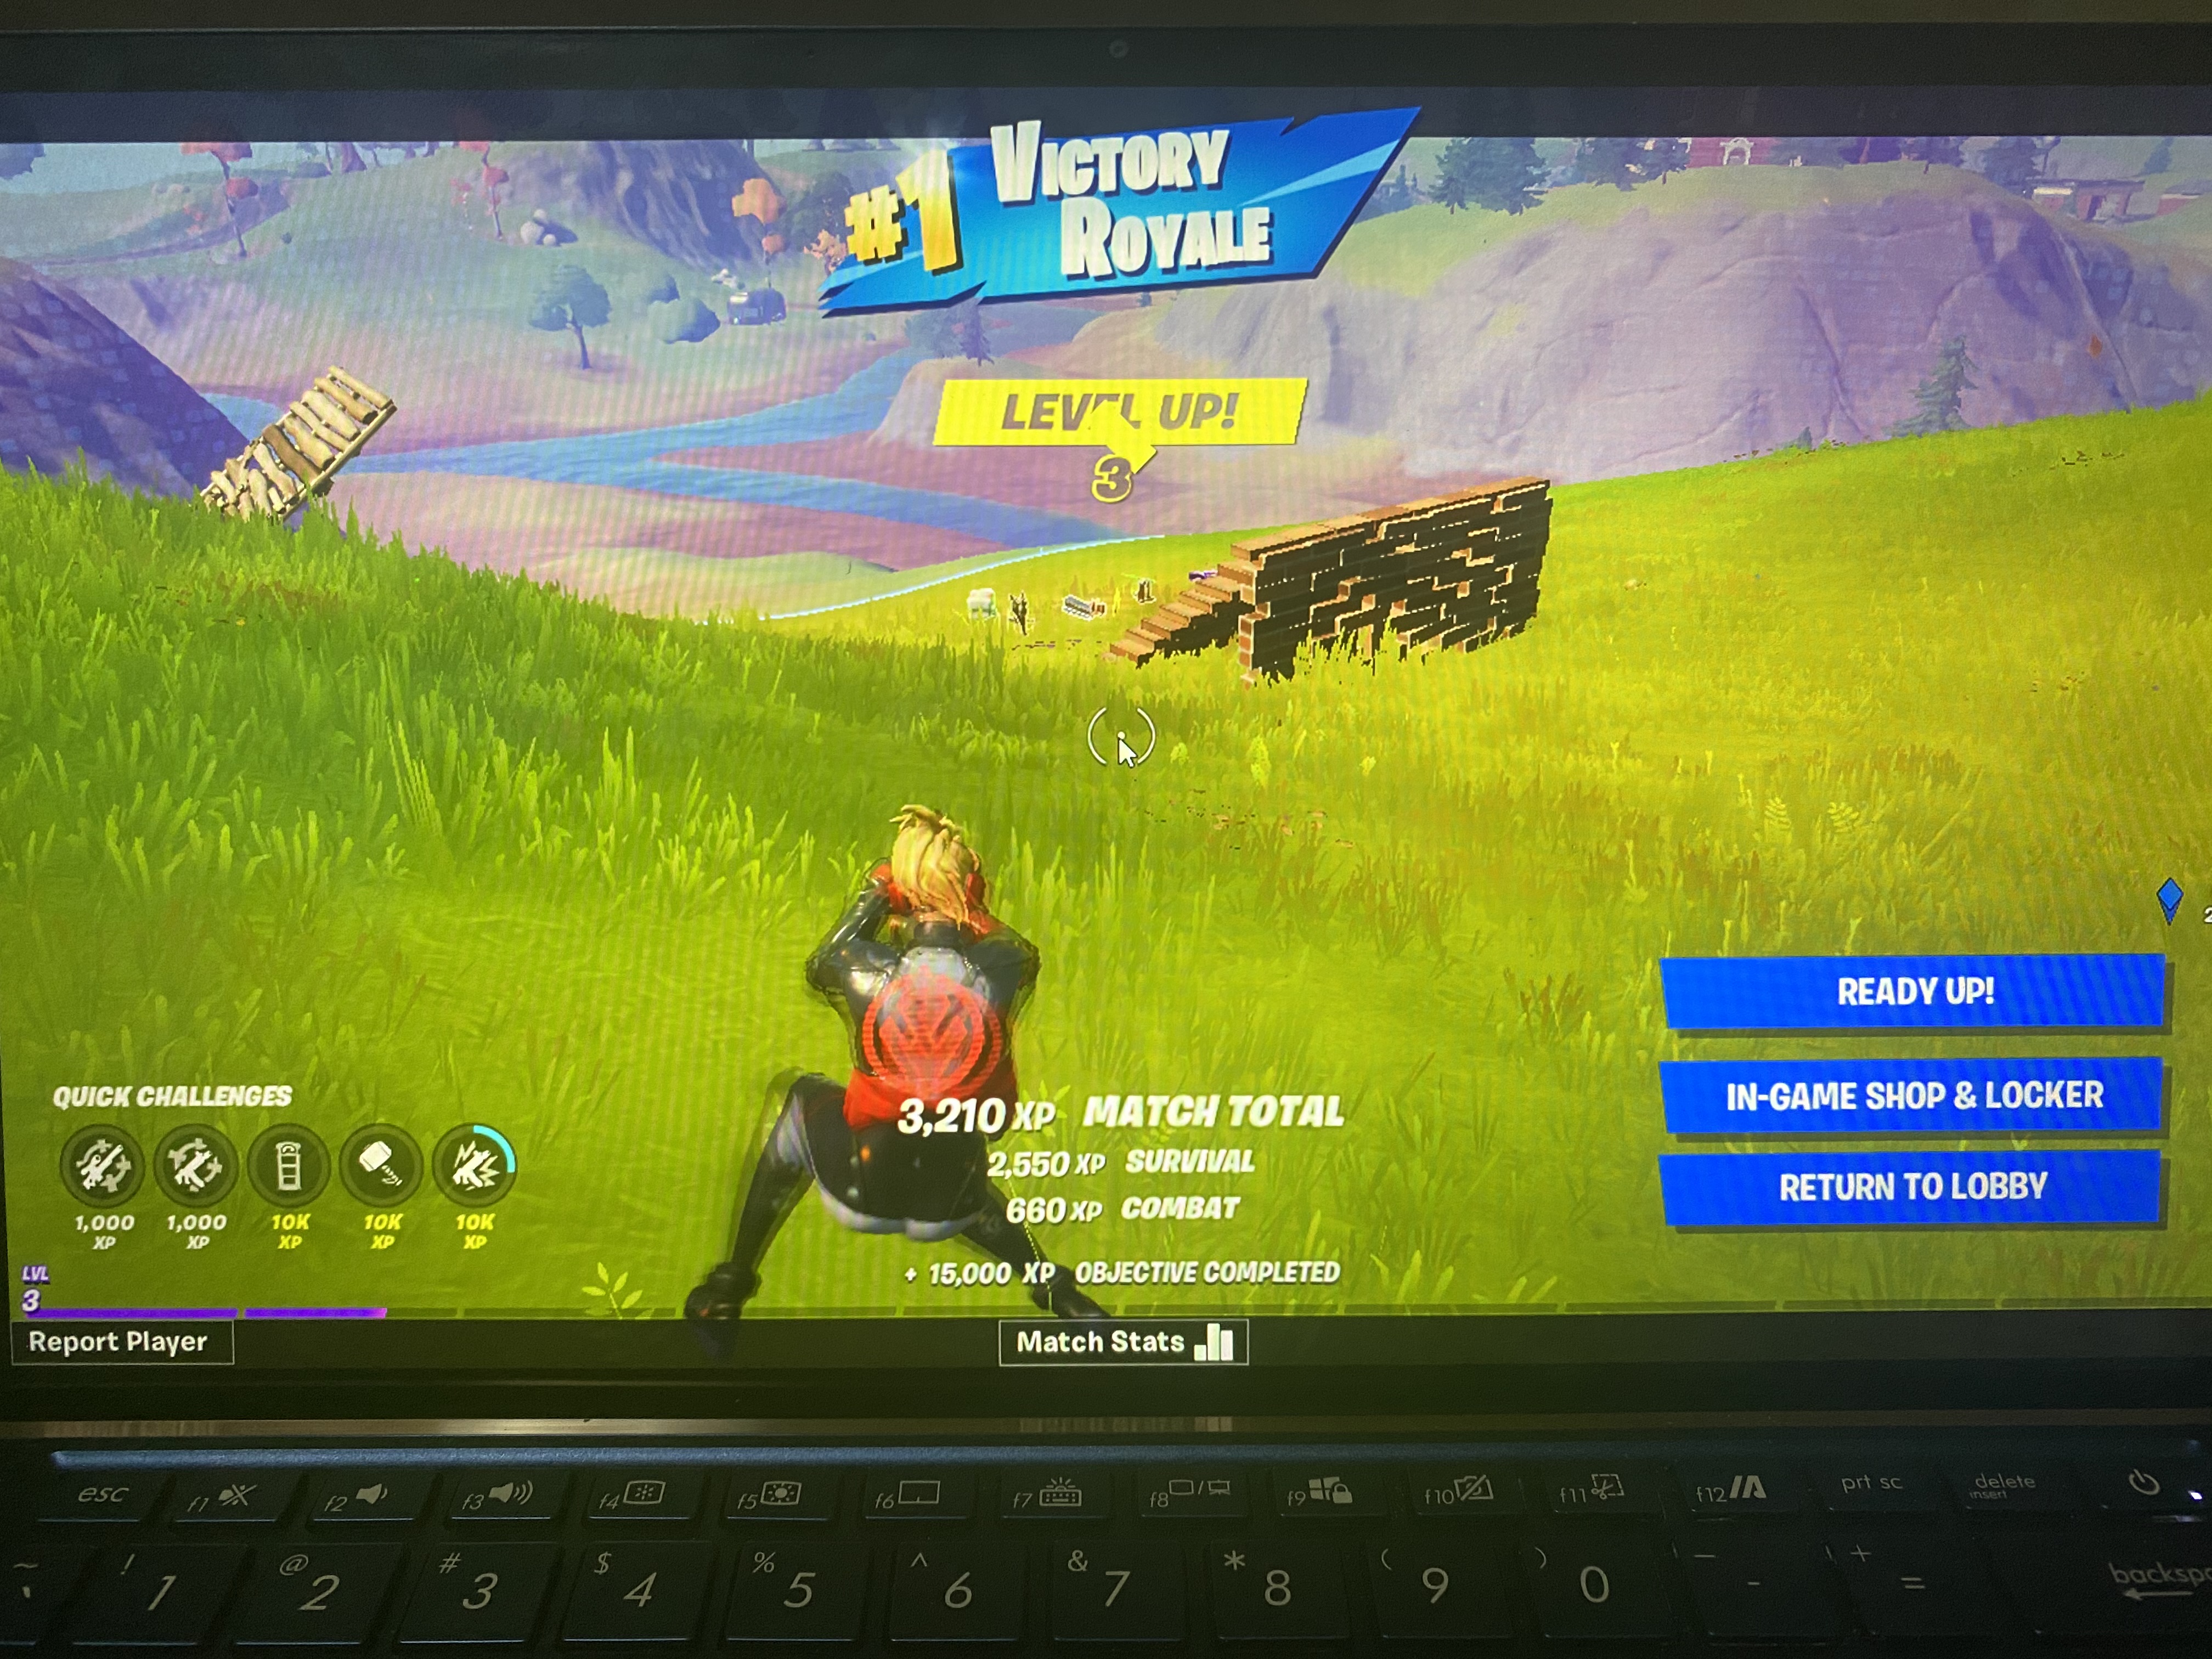 #1 VICTORY
ROYALE
LEVEL UP!
3
READY UP!
IN-GAME SHOP & LOCKER
RETURN TO LOBBY
QUICK CHALLENGES
1,000 XP
1,000 XP
10K XP
10K XP
10K XP
3,210 XP MATCH TOTAL
2,550 XP SURVIVAL
660 XP COMBAT
+ 15,000 XP OBJECTIVE COMPLETED
LVL
3
Report Player
Match Stats
esc f1 f2 f3 f4 f5 f6 f7 f8 f9 f10 f11 f12 prt sc delete insert
~ ! @ # $ % ^ & * ( ) — +
` 1 2 3 4 5 6 7 8 9 0 - =